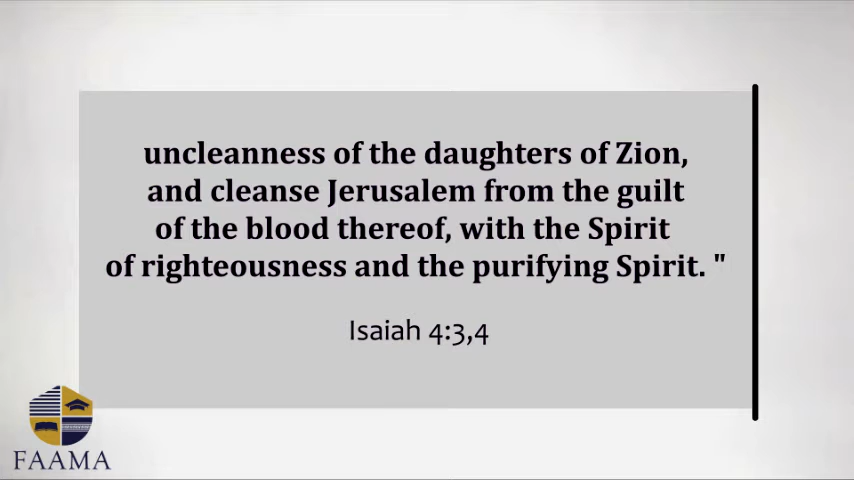 uncleanness of the daughters of Zion,
and cleanse Jerusalem from the guilt
of the blood thereof, with the Spirit
of righteousness and the purifying Spirit. "
Isaiah 4:3,4
FAAMA